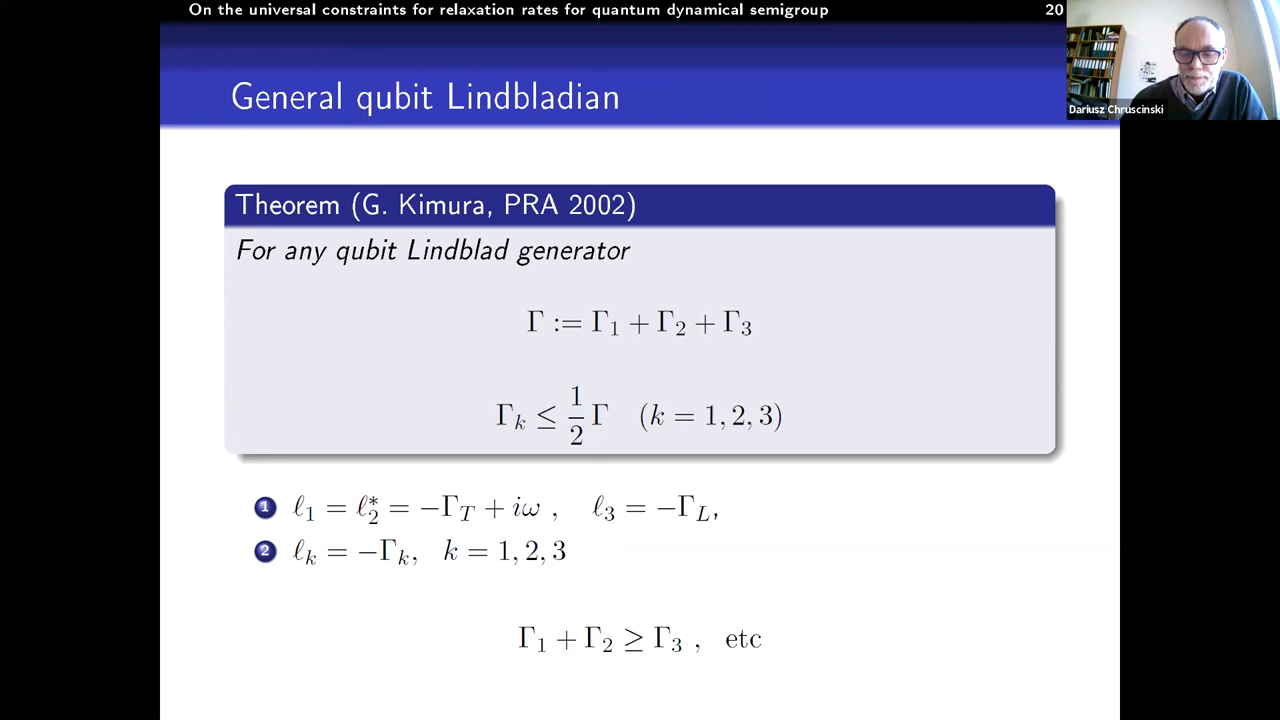 On the universal constraints for relaxation rates for quantum dynamical semigroup 20
General qubit Lindbladian
Dariusz Chruscinski
Theorem (G. Kimura, PRA 2002)
For any qubit Lindblad generator
Γ := Γ₁ + Γ₂ + Γ₃
Γₖ ≤ 1/2 Γ (k = 1, 2, 3)
1 ℓ₁ = ℓ₂* = −Γ_T + iω , ℓ₃ = −Γ_L,
2 ℓₖ = −Γₖ, k = 1, 2, 3
Γ₁ + Γ₂ ≥ Γ₃ , etc